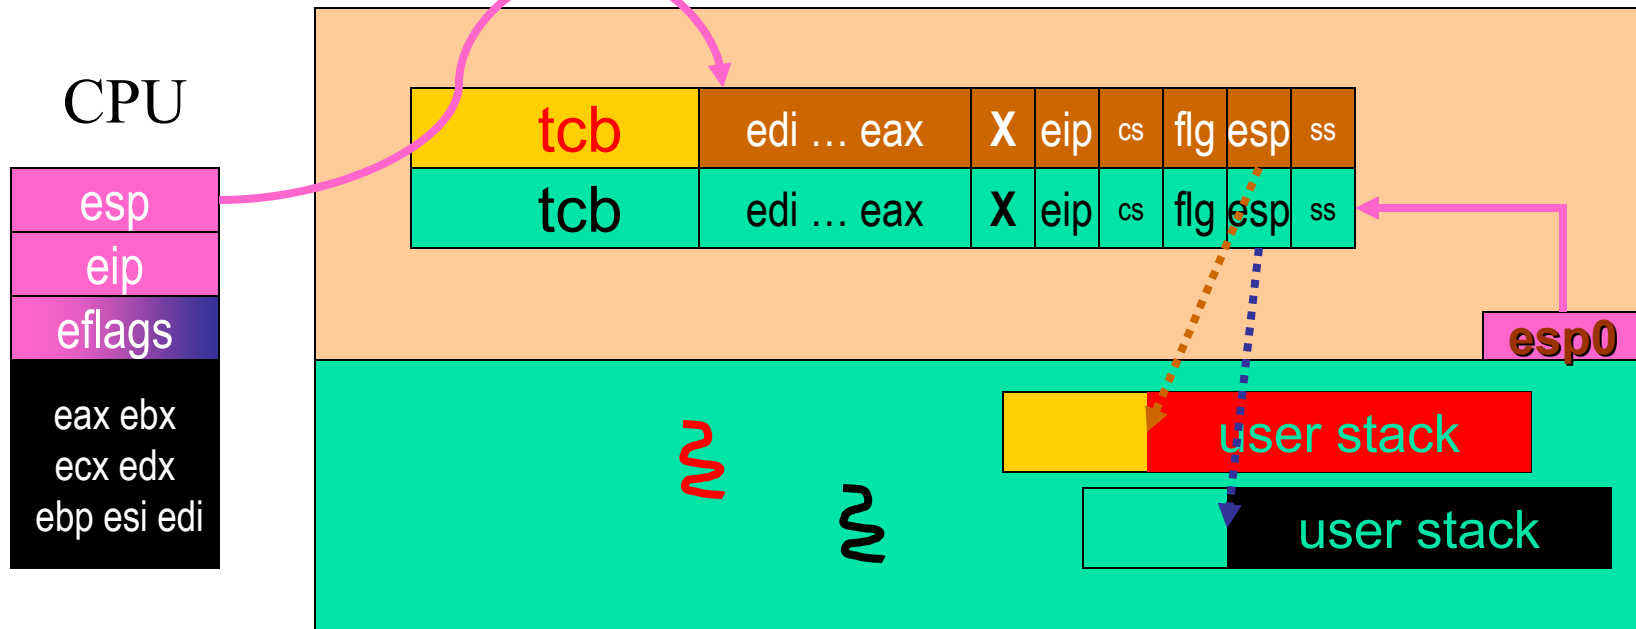 CPU
esp
eip
eflags
eax ebx
ecx edx
ebp esi edi
tcb edi … eax X eip cs flg esp ss
tcb edi … eax X eip cs flg esp ss
esp0
user stack
user stack